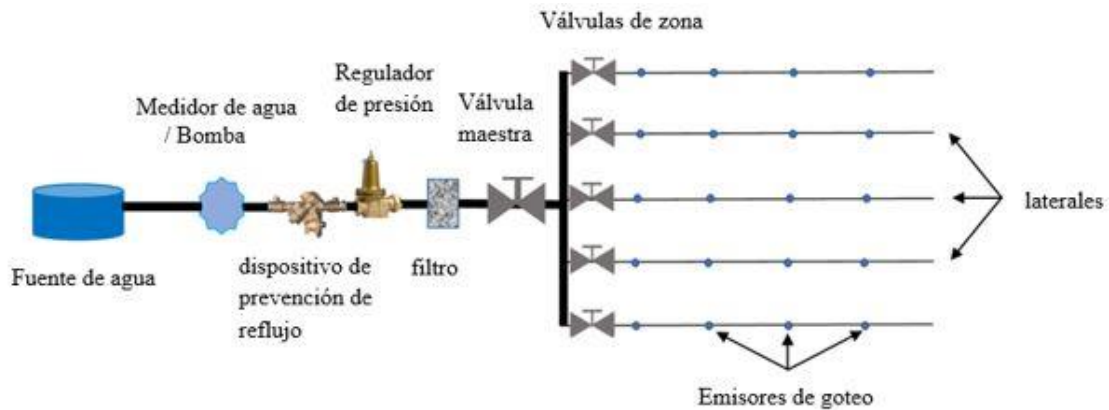 Válvulas de zona
Regulador
de presión
Válvula
maestra
Medidor de agua
/ Bomba
laterales
Fuente de agua
dispositivo de
prevención de
reflujo
filtro
Emisores de goteo